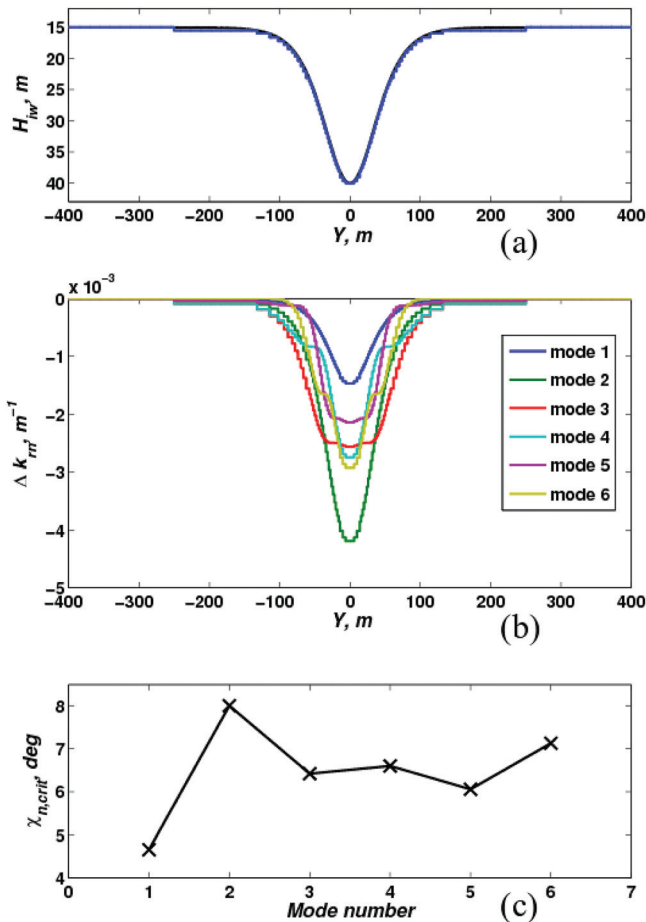 15
20
25
30
35
40
H_iw, m
−400 −300 −200 −100 0 100 200 300 400
Y, m
(a)
x 10^−3
0
−1
−2
−3
−4
−5
Δ k_rn, m^−1
mode 1
mode 2
mode 3
mode 4
mode 5
mode 6
−400 −300 −200 −100 0 100 200 300 400
Y, m
(b)
8
7
6
5
4
χ_n,crit, deg
0 1 2 3 4 5 6 7
Mode number
(c)